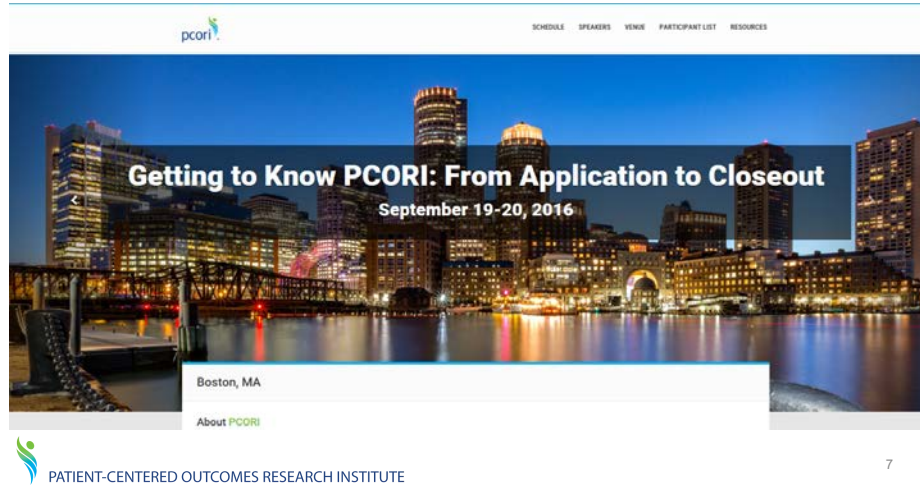 pcori
SCHEDULE SPEAKERS VENUE PARTICIPANT LIST RESOURCES
Getting to Know PCORI: From Application to Closeout
September 19-20, 2016
Boston, MA
About PCORI
PATIENT-CENTERED OUTCOMES RESEARCH INSTITUTE
7